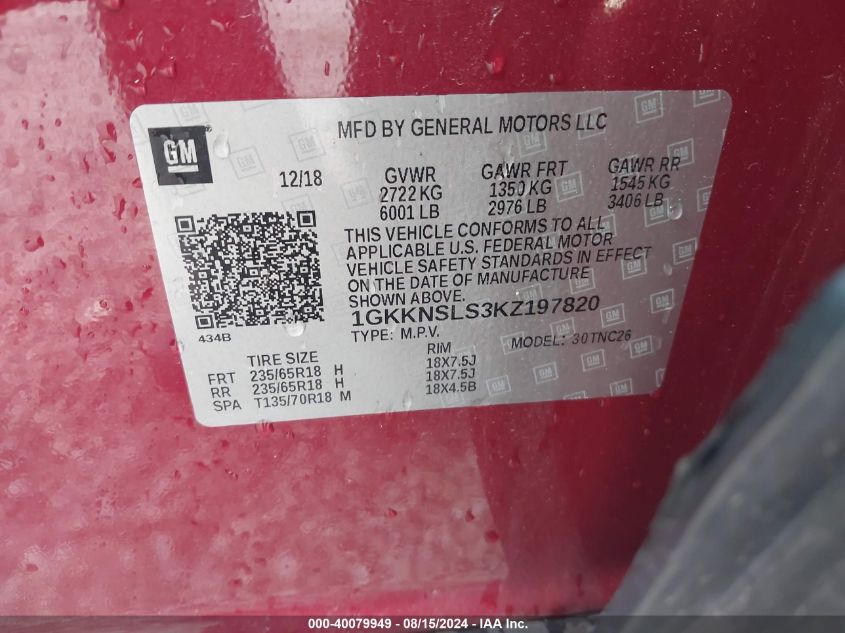 GM
MFD BY GENERAL MOTORS LLC
12/18
GVWR GAWR FRT GAWR RR
2722 KG 1350 KG 1545 KG
6001 LB 2976 LB 3406 LB
THIS VEHICLE CONFORMS TO ALL
APPLICABLE U.S. FEDERAL MOTOR
VEHICLE SAFETY STANDARDS IN EFFECT
ON THE DATE OF MANUFACTURE
SHOWN ABOVE.
1GKKNSLS3KZ197820
434B
TYPE: M.P.V. MODEL: 30TNC26
TIRE SIZE RIM
FRT 235/65R18 H 18X7.5J
RR 235/65R18 H 18X7.5J
SPA T135/70R18 M 18X4.5B
000-40079949 - 08/15/2024 - IAA Inc.